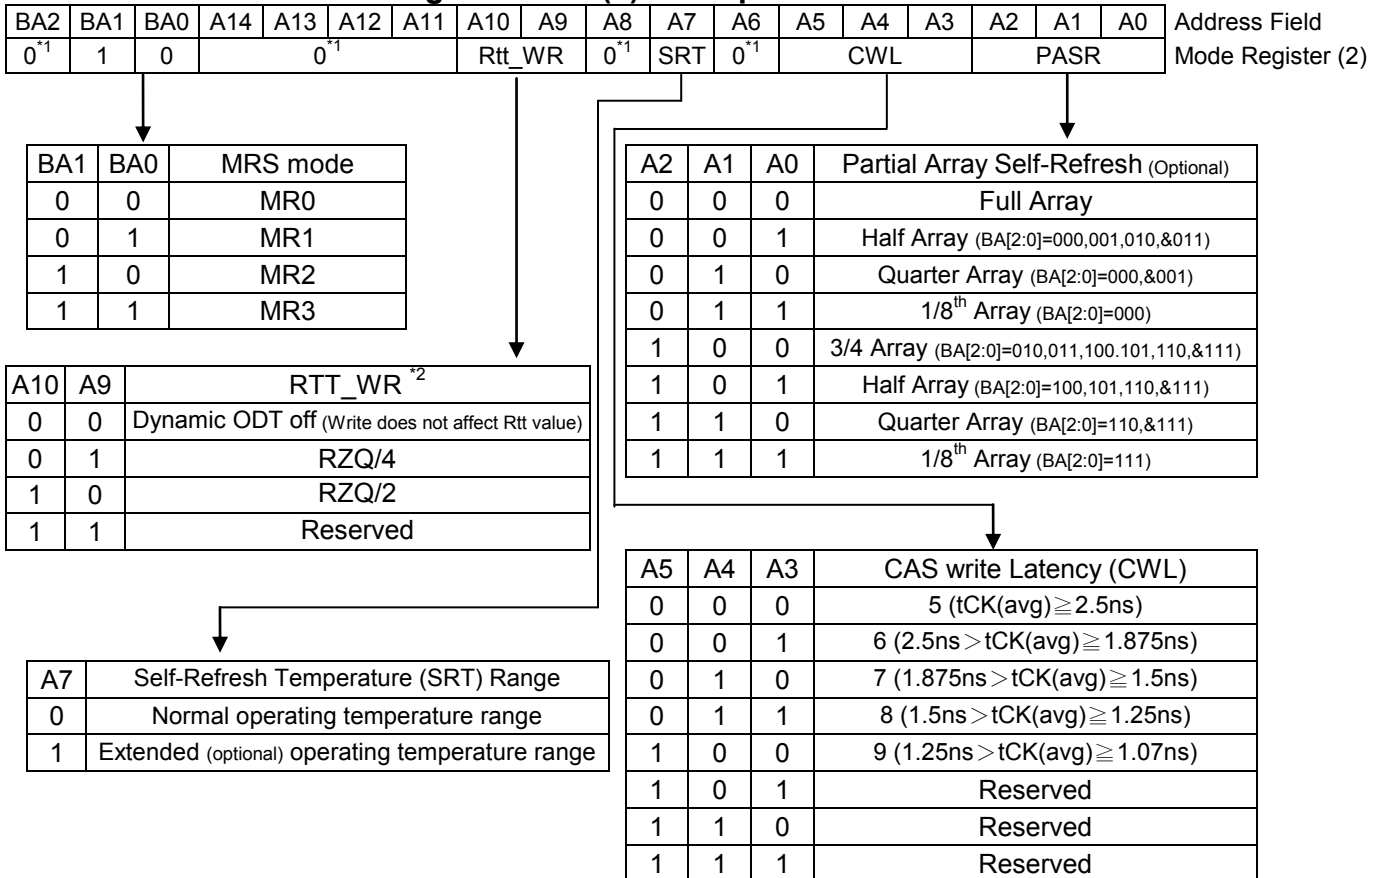 BA2 BA1 BA0 A14 A13 A12 A11 A10 A9 A8 A7 A6 A5 A4 A3 A2 A1 A0 Address Field
0*1 1 0 0*1 Rtt_WR 0*1 SRT 0*1 CWL PASR Mode Register (2)
BA1 BA0 MRS mode
0 0 MR0
0 1 MR1
1 0 MR2
1 1 MR3
A2 A1 A0 Partial Array Self-Refresh (Optional)
0 0 0 Full Array
0 0 1 Half Array (BA[2:0]=000,001,010,&011)
0 1 0 Quarter Array (BA[2:0]=000,&001)
0 1 1 1/8th Array (BA[2:0]=000)
1 0 0 3/4 Array (BA[2:0]=010,011,100.101,110,&111)
1 0 1 Half Array (BA[2:0]=100,101,110,&111)
1 1 0 Quarter Array (BA[2:0]=110,&111)
1 1 1 1/8th Array (BA[2:0]=111)
A10 A9 RTT_WR *2
0 0 Dynamic ODT off (Write does not affect Rtt value)
0 1 RZQ/4
1 0 RZQ/2
1 1 Reserved
A7 Self-Refresh Temperature (SRT) Range
0 Normal operating temperature range
1 Extended (optional) operating temperature range
A5 A4 A3 CAS write Latency (CWL)
0 0 0 5 (tCK(avg)≧2.5ns)
0 0 1 6 (2.5ns>tCK(avg)≧1.875ns)
0 1 0 7 (1.875ns>tCK(avg)≧1.5ns)
0 1 1 8 (1.5ns>tCK(avg)≧1.25ns)
1 0 0 9 (1.25ns>tCK(avg)≧1.07ns)
1 0 1 Reserved
1 1 0 Reserved
1 1 1 Reserved